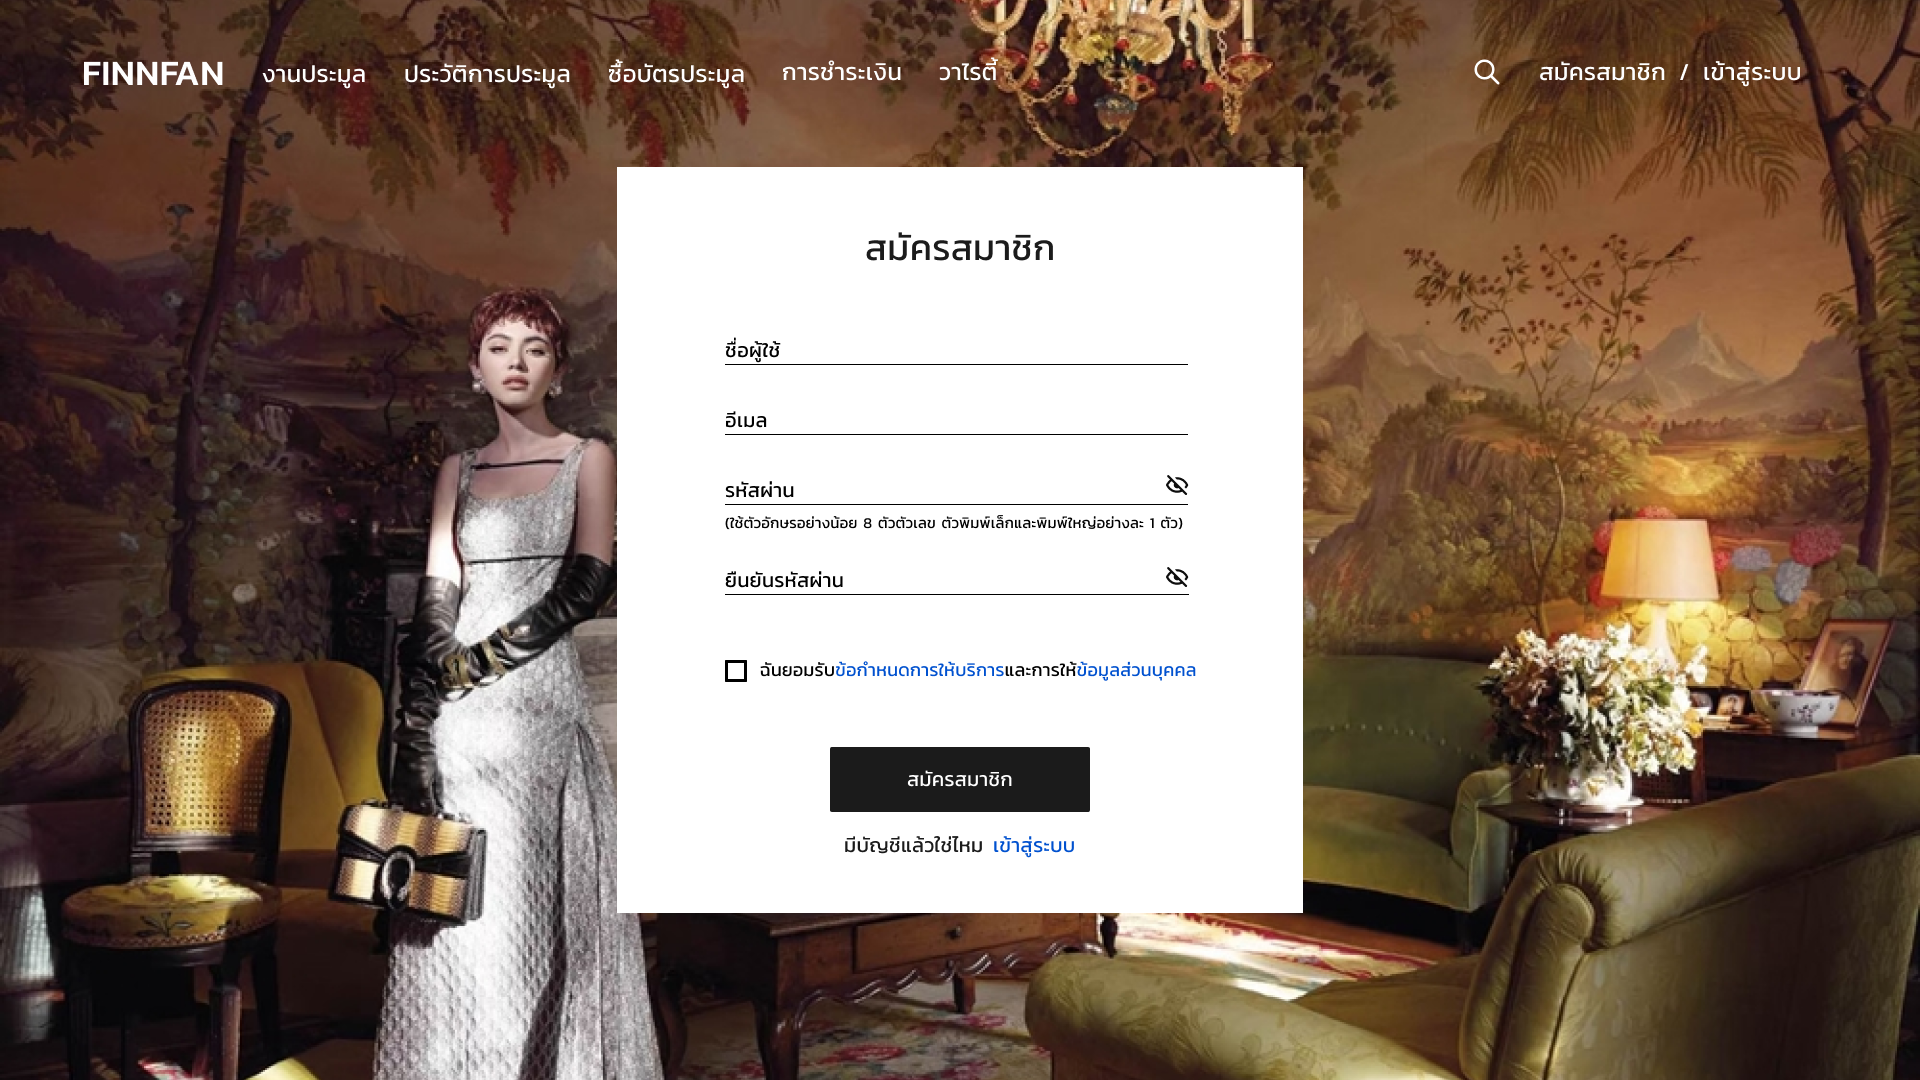 FINNFAN งานประมูล ประวัติการประมูล ซื้อบัตรประมูล การชำระเงิน วาไรตี้ สมัครสมาชิก / เข้าสู่ระบบ
สมัครสมาชิก
ชื่อผู้ใช้
อีเมล
รหัสผ่าน
(ใช้ตัวอักษรอย่างน้อย 8 ตัวตัวเลข ตัวพิมพ์เล็กและพิมพ์ใหญ่อย่างละ 1 ตัว)
ยืนยันรหัสผ่าน
ฉันยอมรับข้อกำหนดการให้บริการและการให้ข้อมูลส่วนบุคคล
สมัครสมาชิก
มีบัญชีแล้วใช่ไหม เข้าสู่ระบบ